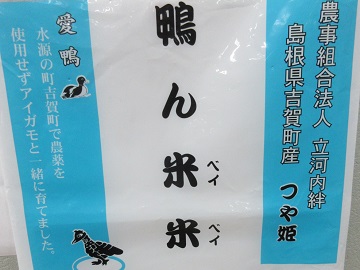 農事組合法人 立河内絆
島根県吉賀町産 つや姫
鴨ん米米
ベイ
ベイ
愛鴨
水源の町吉賀町で農薬を
使用せずアイガモと一緒に育てました。